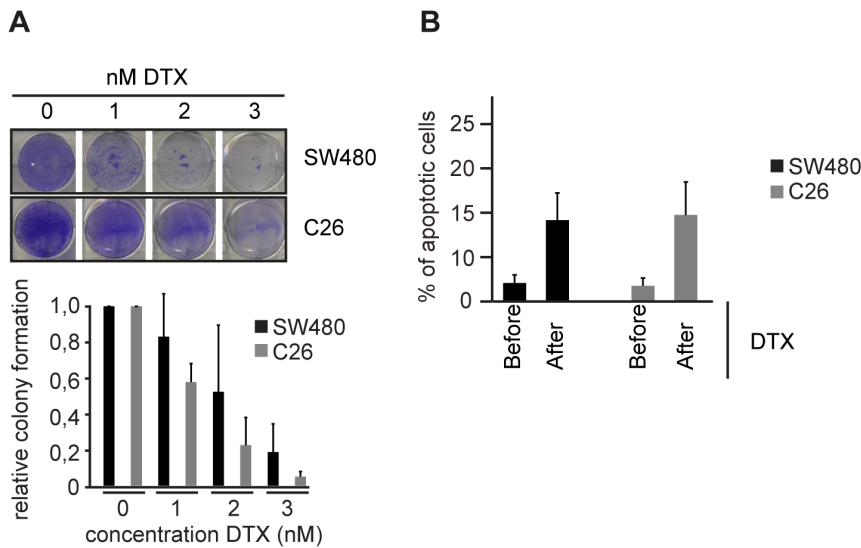 A
nM DTX
0 1 2 3
SW480
C26
relative colony formation
1,0
0,8
0,6
0,4
0,2
0
SW480
C26
0 1 2 3
concentration DTX (nM)
B
% of apoptotic cells
25
20
15
10
0
SW480
C26
Before
After
Before
After
DTX